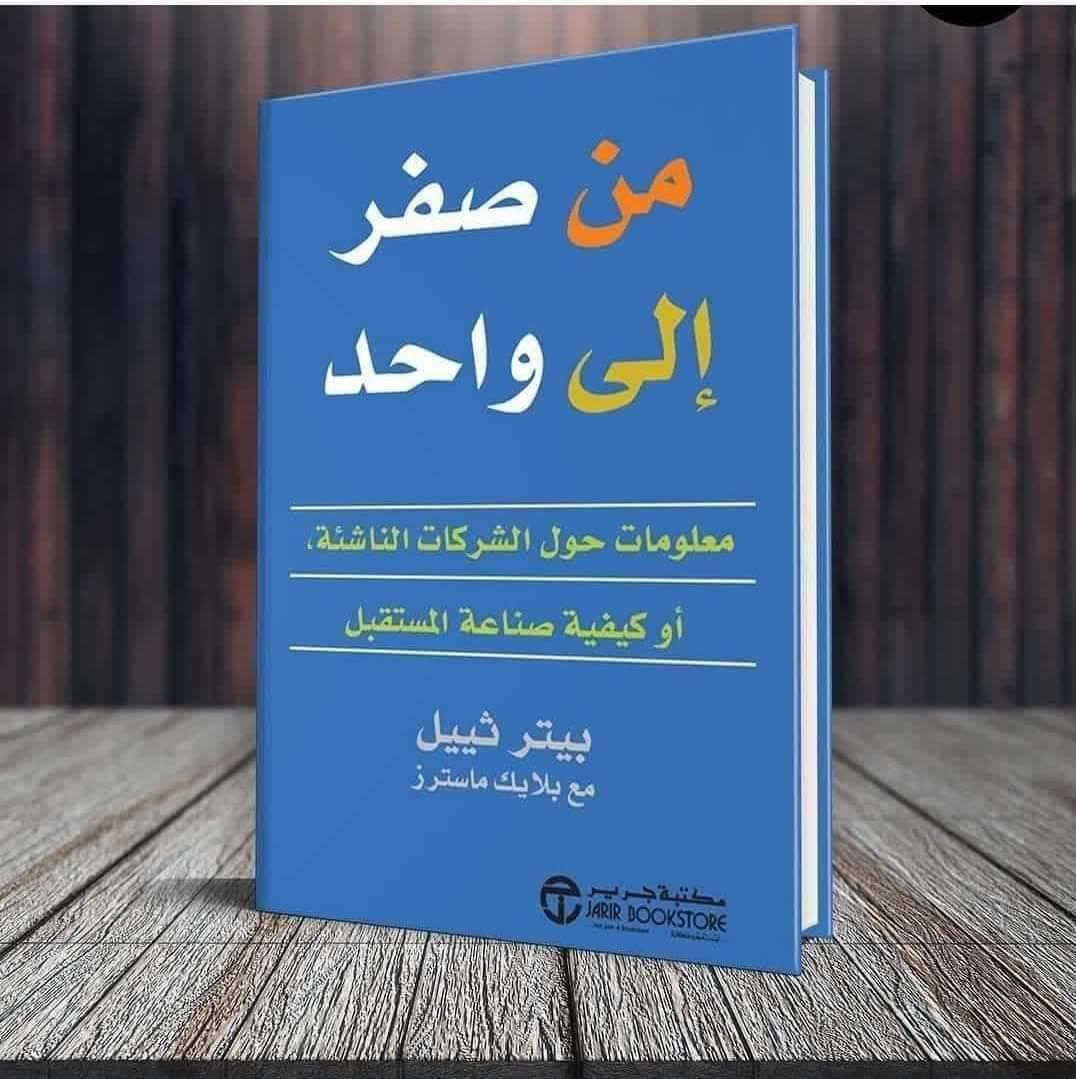 من صفر
إلى واحد
معلومات حول الشركات الناشئة،
أو كيفية صناعة المستقبل
بيتر ثييل
مع بلايك ماسترز
مكتبة جرير
JARIR BOOKSTORE